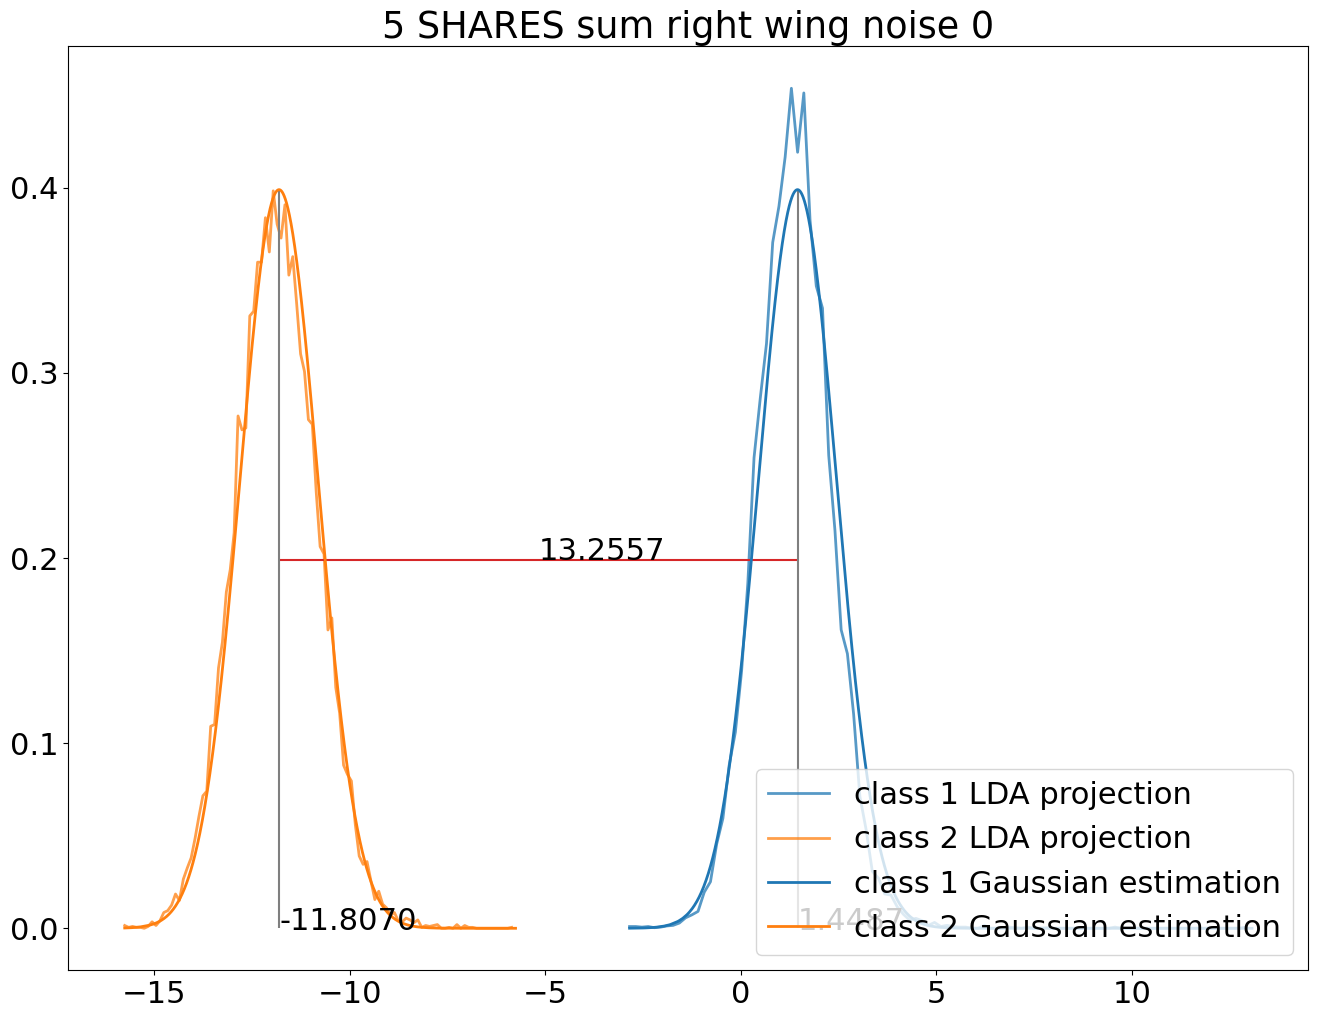 5 SHARES sum right wing noise 0
0.4
0.3
13.2557
0.2
0.1
class 1 LDA projection
class 2 LDA projection
class 1 Gaussian estimation
-11.8070
1.4487
0.0
class 2 Gaussian estimation
−15 −10 −5 0 5 10